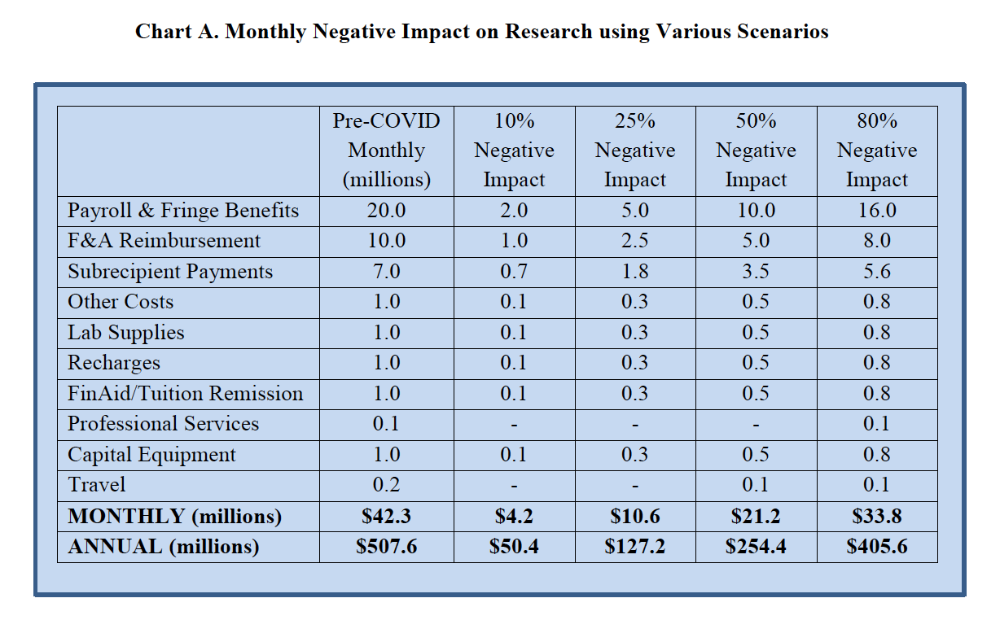 Chart A. Monthly Negative Impact on Research using Various Scenarios
Pre-COVID Monthly (millions) 10% Negative Impact 25% Negative Impact 50% Negative Impact 80% Negative Impact
Payroll & Fringe Benefits 20.0 2.0 5.0 10.0 16.0
F&A Reimbursement 10.0 1.0 2.5 5.0 8.0
Subrecipient Payments 7.0 0.7 1.8 3.5 5.6
Other Costs 1.0 0.1 0.3 0.5 0.8
Lab Supplies 1.0 0.1 0.3 0.5 0.8
Recharges 1.0 0.1 0.3 0.5 0.8
FinAid/Tuition Remission 1.0 0.1 0.3 0.5 0.8
Professional Services 0.1 - - - 0.1
Capital Equipment 1.0 0.1 0.3 0.5 0.8
Travel 0.2 - - 0.1 0.1
MONTHLY (millions) $42.3 $4.2 $10.6 $21.2 $33.8
ANNUAL (millions) $507.6 $50.4 $127.2 $254.4 $405.6